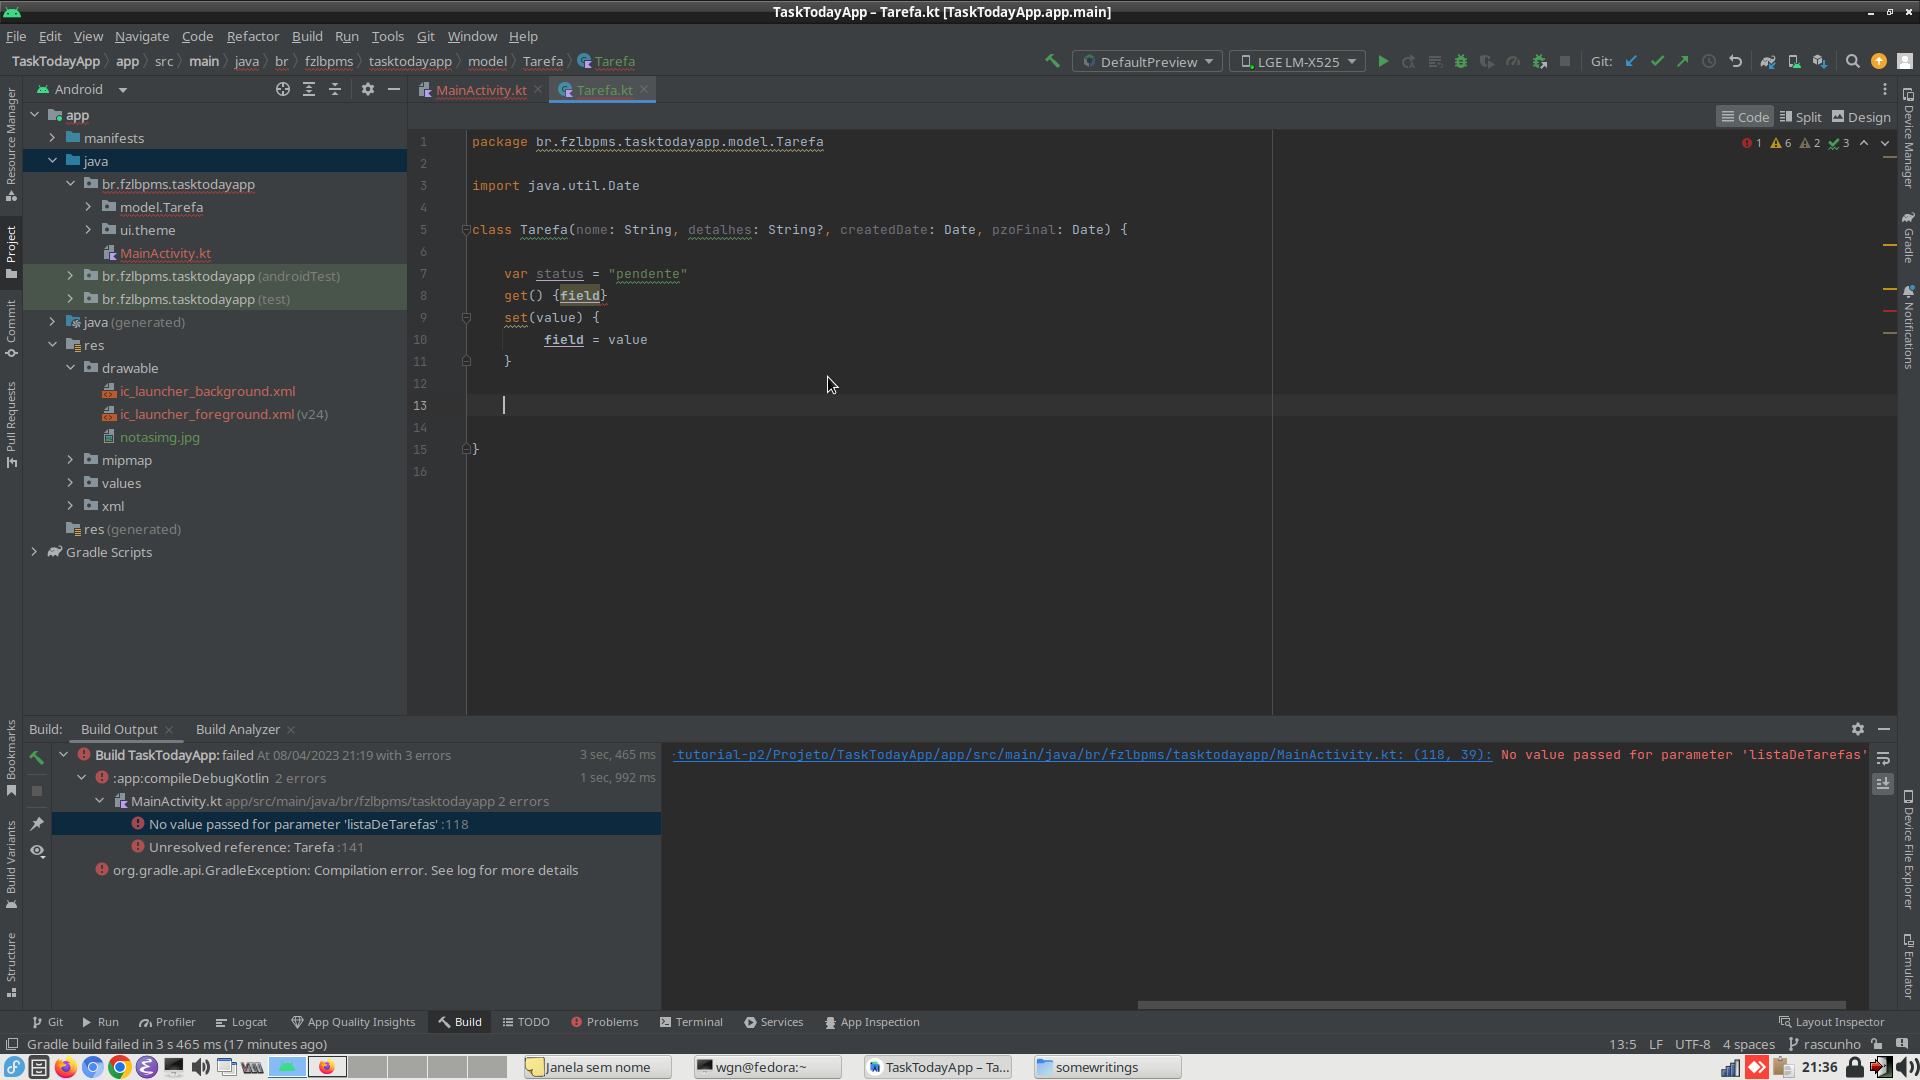 TaskTodayApp – Tarefa.kt [TaskTodayApp.app.main]
File Edit View Navigate Code Refactor Build Run Tools Git Window Help
TaskTodayApp app src main java br fzlbpms tasktodayapp model Tarefa Tarefa
DefaultPreview LGE LM-X525 Git:
Android
MainActivity.kt Tarefa.kt
Code Split Design
1 6 2 3
app
manifests
java
br.fzlbpms.tasktodayapp
model.Tarefa
ui.theme
MainActivity.kt
br.fzlbpms.tasktodayapp (androidTest)
br.fzlbpms.tasktodayapp (test)
java (generated)
res
drawable
ic_launcher_background.xml
ic_launcher_foreground.xml (v24)
notasimg.jpg
mipmap
values
xml
res (generated)
Gradle Scripts
1 package br.fzlbpms.tasktodayapp.model.Tarefa
2
3 import java.util.Date
4
5 class Tarefa(nome: String, detalhes: String?, createdDate: Date, pzoFinal: Date) {
6
7 var status = "pendente"
8 get() {field}
9 set(value) {
10 field = value
11 }
12
13
14
15 }
16
Resource Manager
Project
Commit
Pull Requests
Bookmarks
Build Variants
Structure
Device Manager
Gradle
Notifications
Device File Explorer
Emulator
Build: Build Output Build Analyzer
Build TaskTodayApp: failed At 08/04/2023 21:19 with 3 errors 3 sec, 465 ms
:app:compileDebugKotlin 2 errors 1 sec, 992 ms
MainActivity.kt app/src/main/java/br/fzlbpms/tasktodayapp 2 errors
No value passed for parameter 'listaDeTarefas' :118
Unresolved reference: Tarefa :141
org.gradle.api.GradleException: Compilation error. See log for more details
-tutorial-p2/Projeto/TaskTodayApp/app/src/main/java/br/fzlbpms/tasktodayapp/MainActivity.kt: (118, 39): No value passed for parameter 'listaDeTarefas'
Git Run Profiler Logcat App Quality Insights Build TODO Problems Terminal Services App Inspection Layout Inspector
Gradle build failed in 3 s 465 ms (17 minutes ago) 13:5 LF UTF-8 4 spaces rascunho
Janela sem nome wgn@fedora:~ TaskTodayApp – Ta... somewritings 21:36